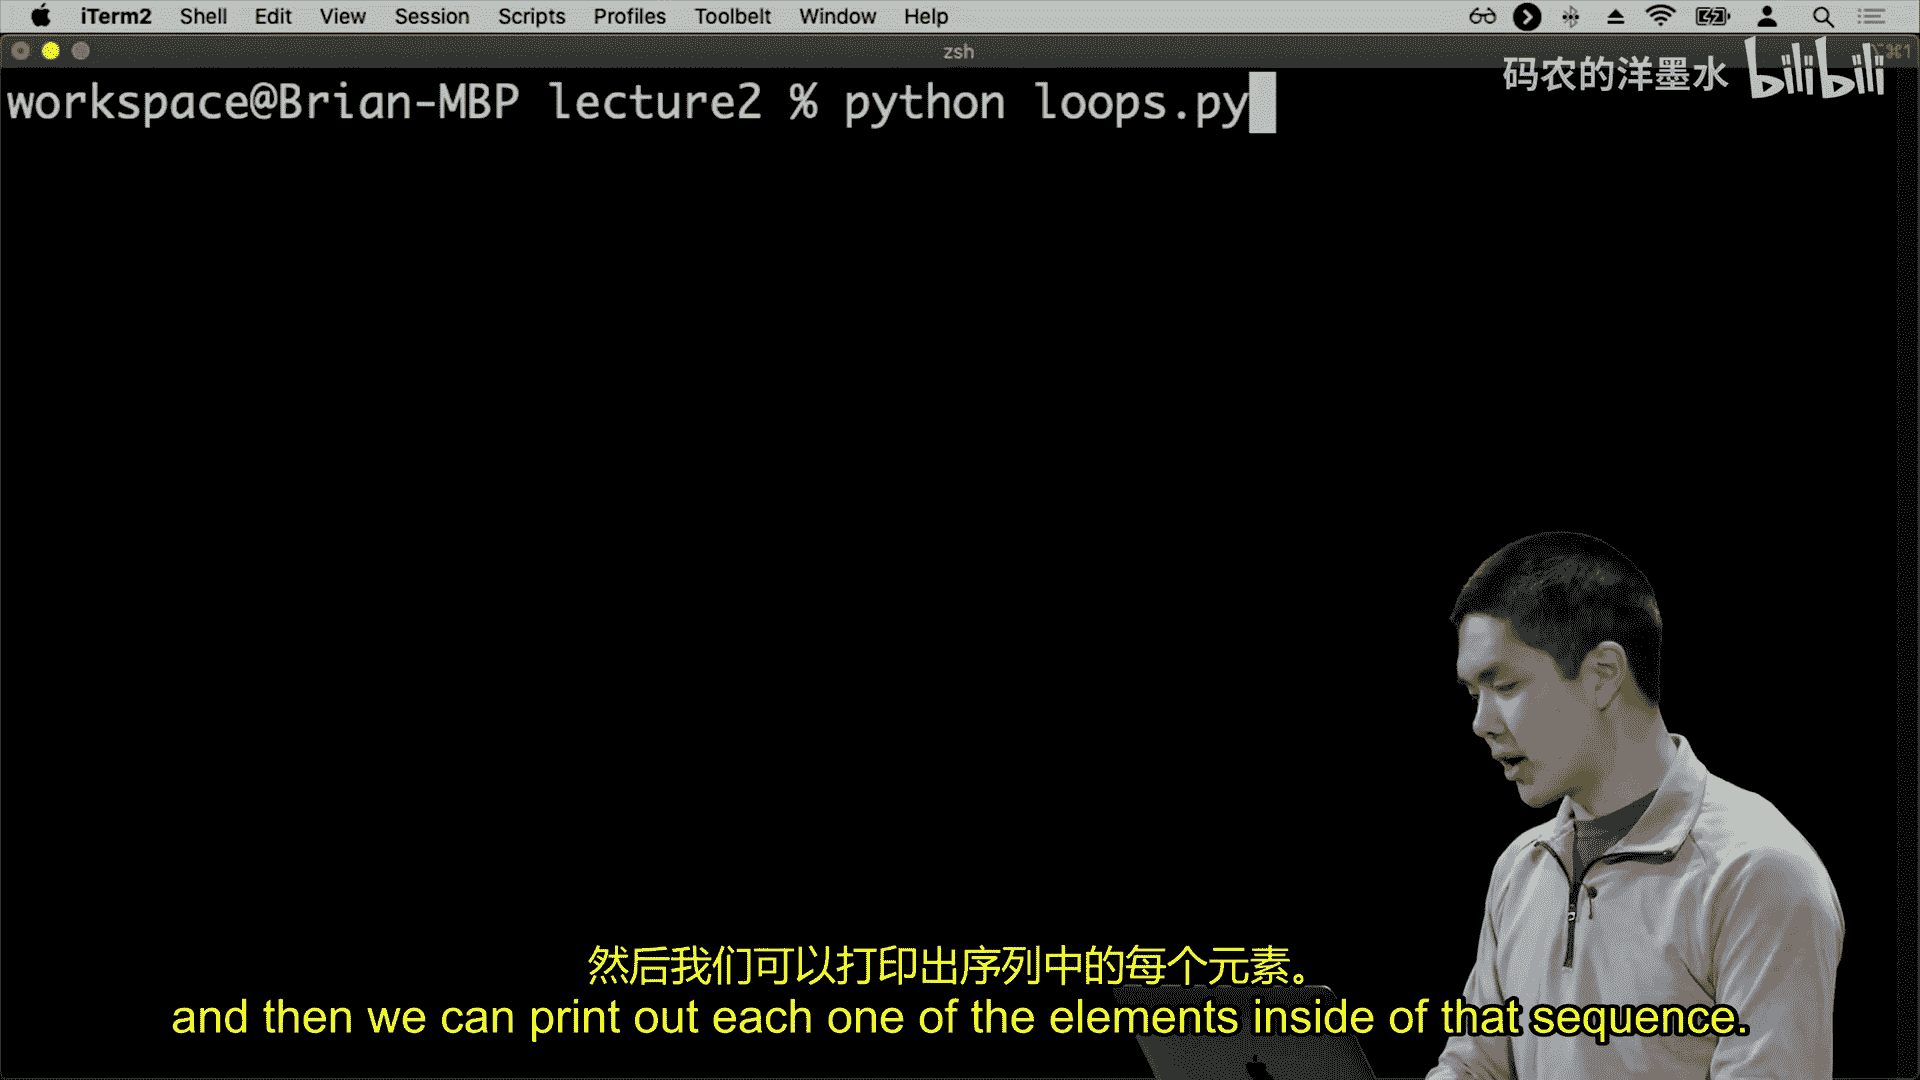 iTerm2 Shell Edit View Session Scripts Profiles Toolbelt Window Help
zsh
⌘1
码农的洋墨水 bilibili
workspace@Brian-MBP lecture2 % python loops.py
然后我们可以打印出序列中的每个元素。
and then we can print out each one of the elements inside of that sequence.